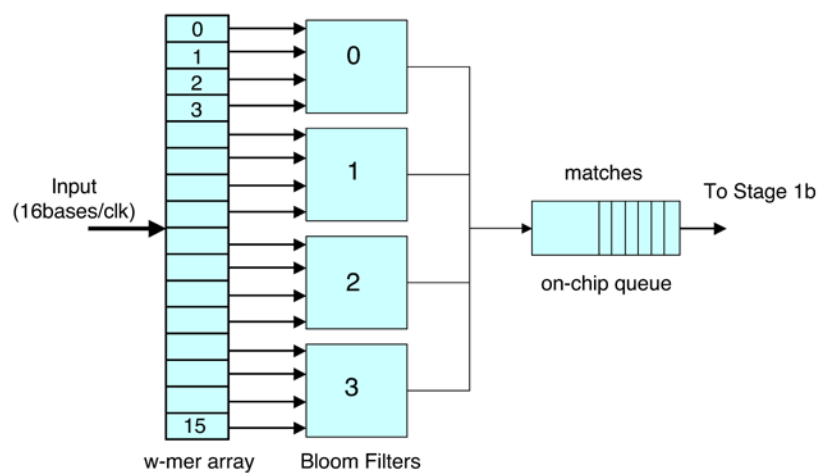 0
1
2
3
15
Input
(16bases/clk)
w-mer array
0
1
2
3
Bloom Filters
matches
on-chip queue
To Stage 1b